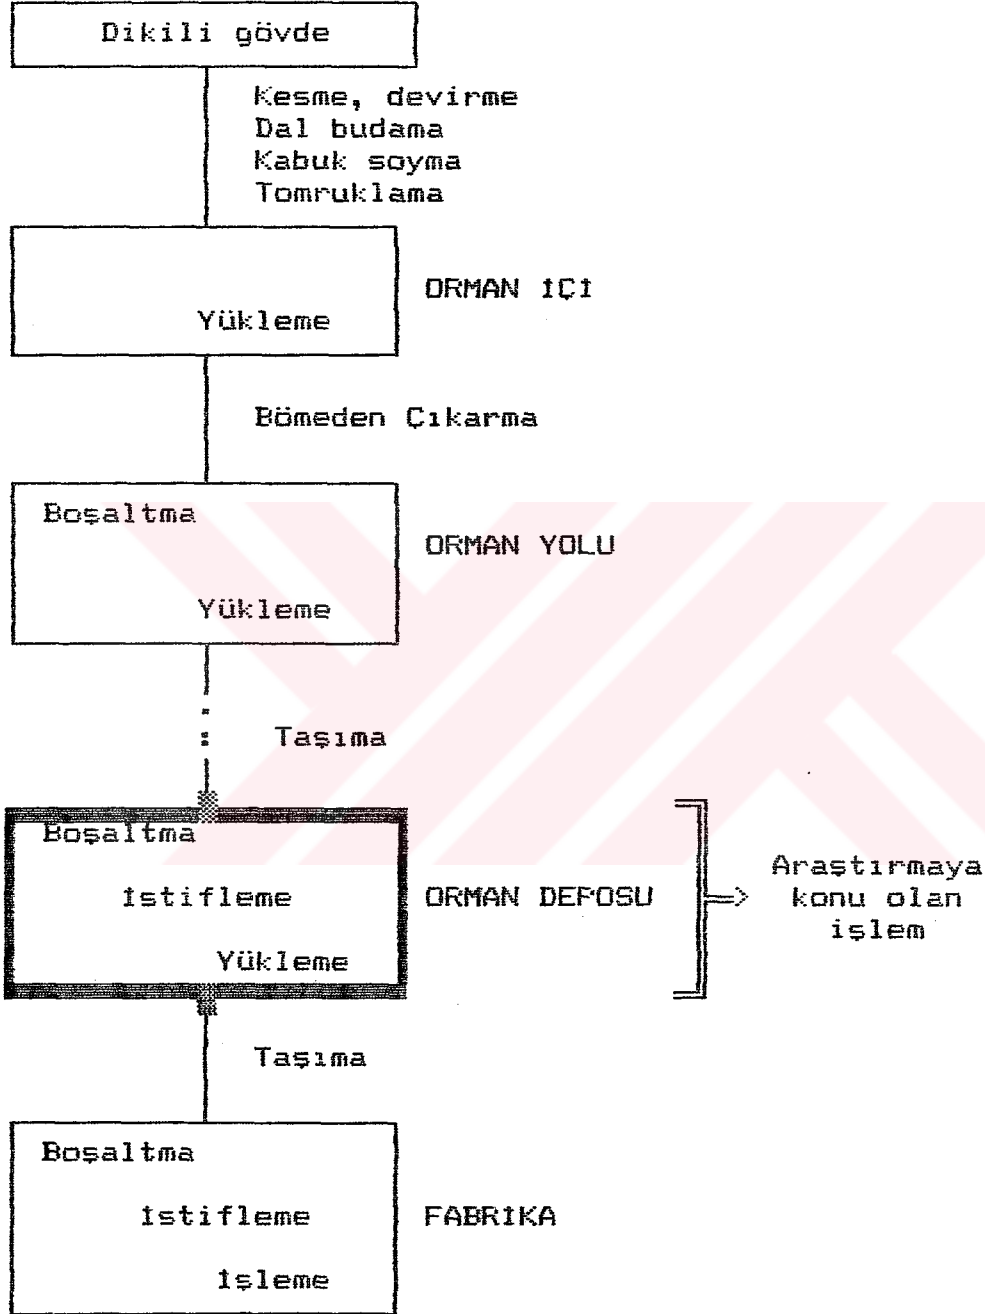 Dikili gövde
Kesme, devirme
Dal budama
Kabuk soyma
Tomruklama
ORMAN İÇİ
Yükleme
Bömeden Çıkarma
Boşaltma
ORMAN YOLU
Yükleme
Taşıma
Boşaltma
İstifleme
ORMAN DEPOSU
Yükleme
Araştırmaya
konu olan
işlem
Taşıma
Boşaltma
İstifleme
FABRİKA
İşleme